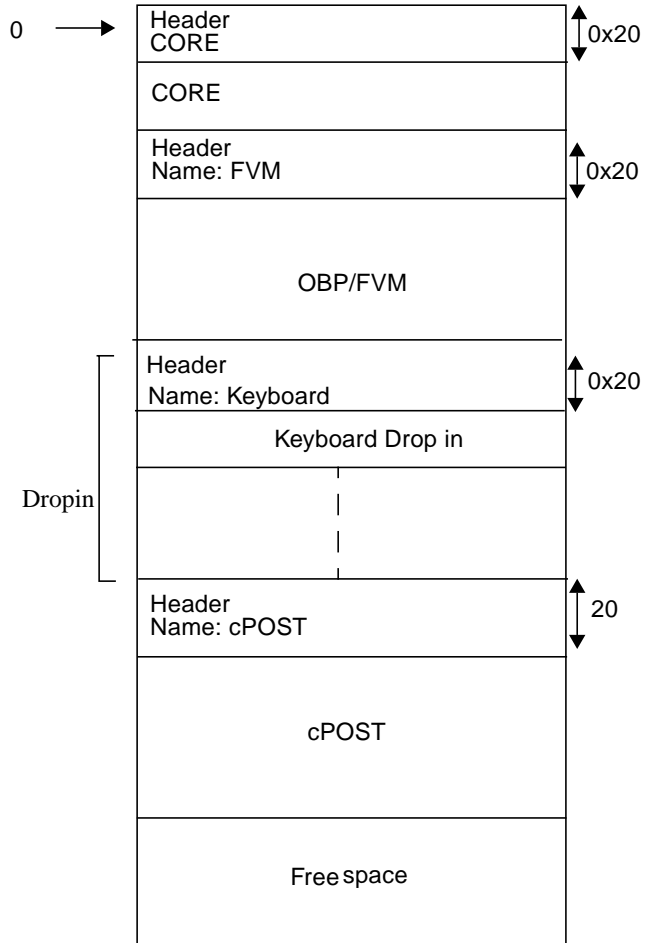 0
Header
CORE
0x20
CORE
Header
Name: FVM
0x20
OBP/FVM
Header
Name: Keyboard
0x20
Keyboard Drop in
Dropin
Header
Name: cPOST
20
cPOST
Free space